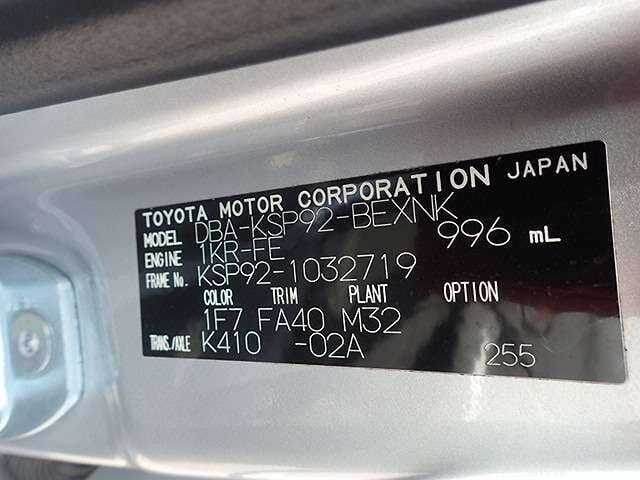 TOYOTA MOTOR CORPORATION JAPAN
MODEL DBA-KSP92-BEXNK
ENGINE 1KR-FE 996 mL
FRAME No. KSP92-1032719
COLOR TRIM PLANT OPTION
1F7 FA40 M32
TRANS./AXLE K410 -02A 255